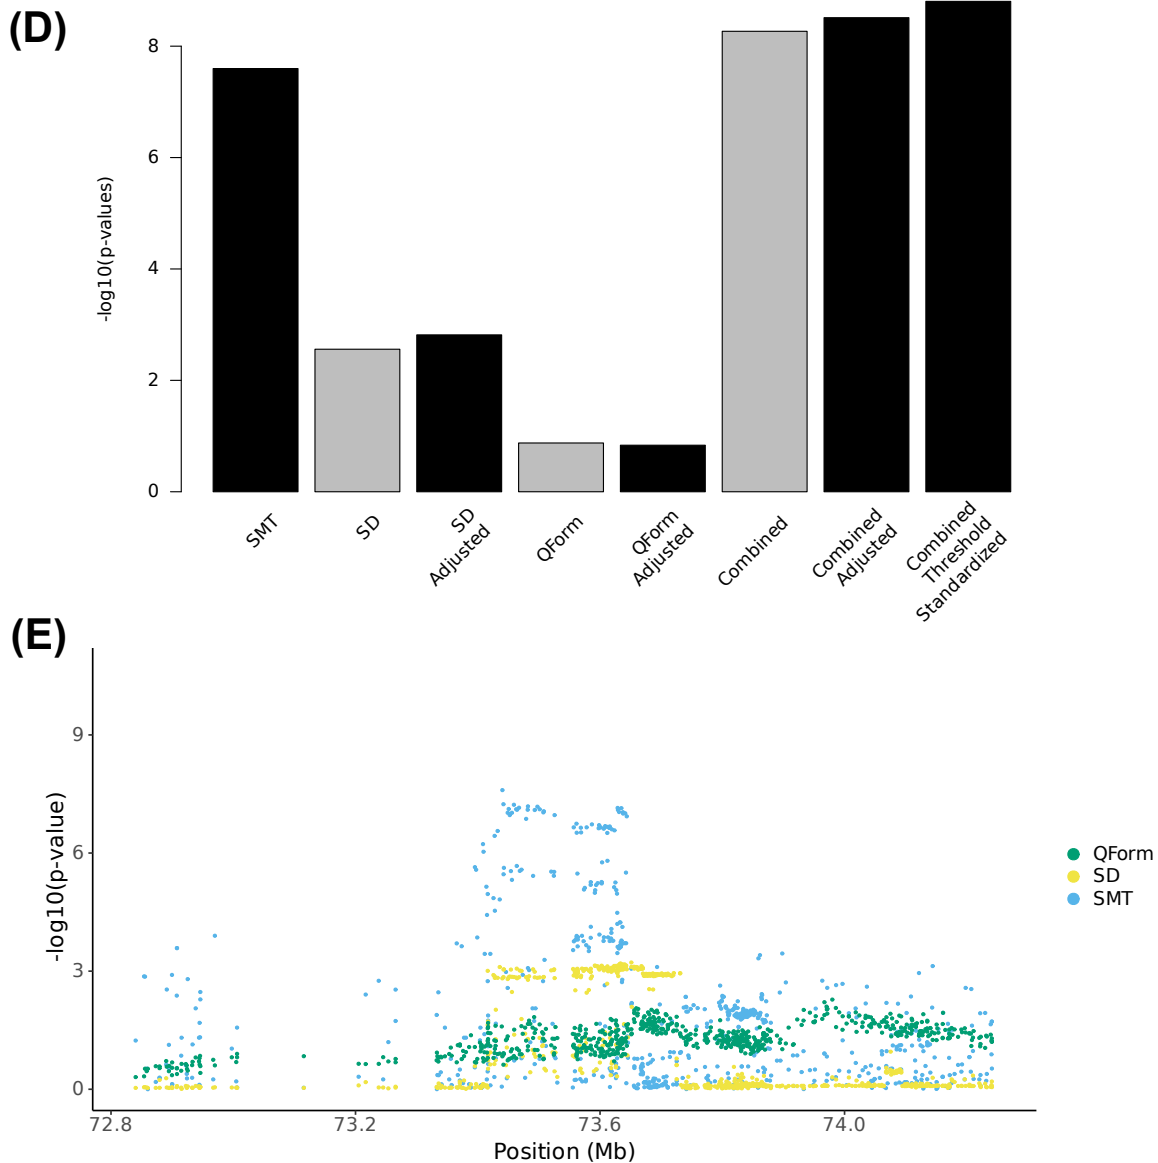 (D)
8
6
4
2
0
-log10(p-values)
SMT
SD
SD
Adjusted
QForm
QForm
Adjusted
Combined
Combined
Adjusted
Combined
Threshold
Standardized
(E)
9
6
3
0
-log10(p-value)
72.8
73.2
73.6
74.0
Position (Mb)
QForm
SD
SMT